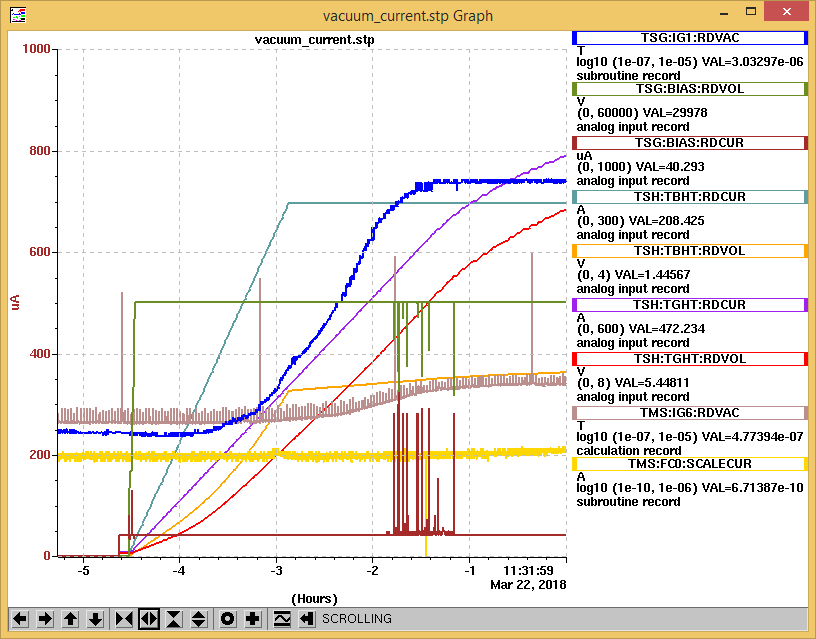 vacuum_current.stp Graph
vacuum_current.stp
1000
800
600
400
200
0
uA
-5
-4
-3
-2
-1
11:31:59
Mar 22, 2018
(Hours)
TSG:IG1:RDVAC
T
log10 (1e-07, 1e-05) VAL=3.03297e-06
subroutine record
TSG:BIAS:RDVOL
V
(0, 60000) VAL=29978
analog input record
TSG:BIAS:RDCUR
uA
(0, 1000) VAL=40.293
analog input record
TSH:TBHT:RDCUR
A
(0, 300) VAL=208.425
analog input record
TSH:TBHT:RDVOL
V
(0, 4) VAL=1.44567
analog input record
TSH:TGHT:RDCUR
A
(0, 600) VAL=472.234
analog input record
TSH:TGHT:RDVOL
V
(0, 8) VAL=5.44811
analog input record
TMS:IG6:RDVAC
T
log10 (1e-07, 1e-05) VAL=4.77394e-07
calculation record
TMS:FC0:SCALECUR
A
log10 (1e-10, 1e-06) VAL=6.71387e-10
subroutine record
SCROLLING